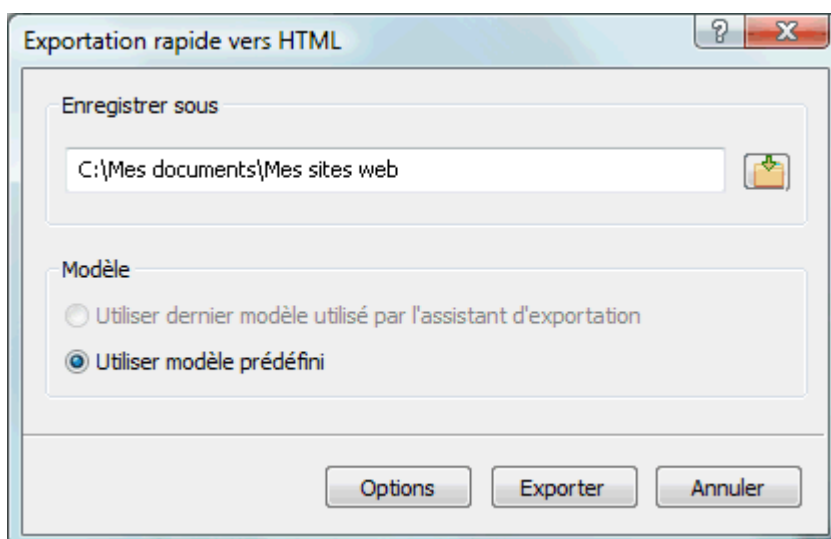 Exportation rapide vers HTML
?
Enregistrer sous
C:\Mes documents\Mes sites web
Modèle
Utiliser dernier modèle utilisé par l'assistant d'exportation
Utiliser modèle prédéfini
Options Exporter Annuler